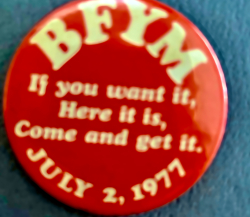 BFYM
If you want it,
Here it is,
Come and get it.
JULY 2, 1977